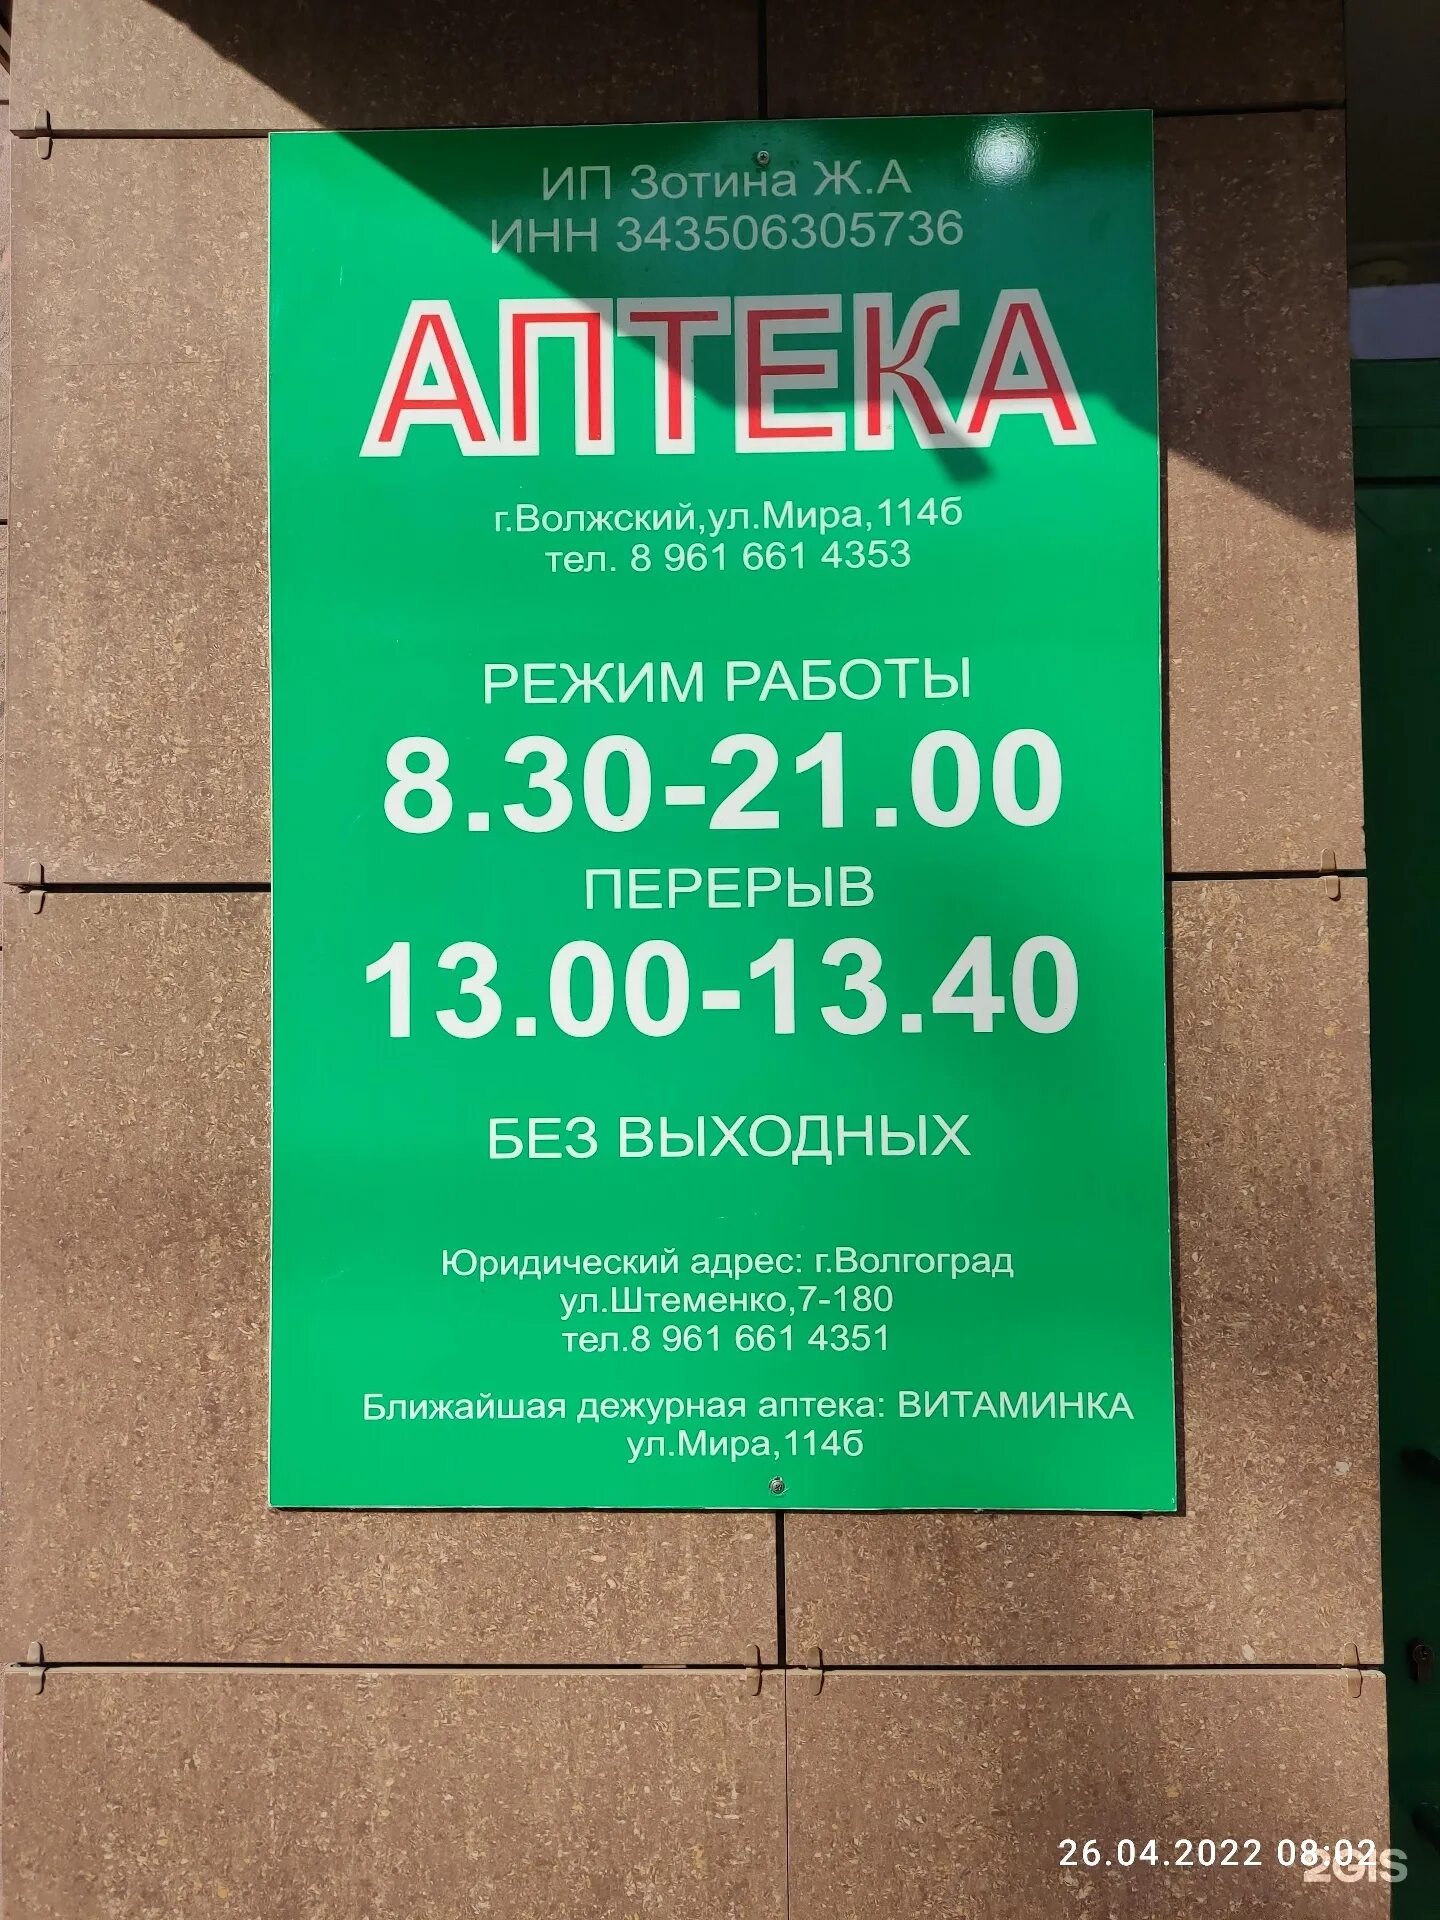 ИП Зотина Ж.А
ИНН 343506305736
АПТЕКА
г.Волжский,ул.Мира,114б
тел. 8 961 661 4353
РЕЖИМ РАБОТЫ
8.30-21.00
ПЕРЕРЫВ
13.00-13.40
БЕЗ ВЫХОДНЫХ
Юридический адрес: г.Волгоград
ул.Штеменко,7-180
тел.8 961 661 4351
Ближайшая дежурная аптека: ВИТАМИНКА
ул.Мира,114б
26.04.2022 08:02
2GIS